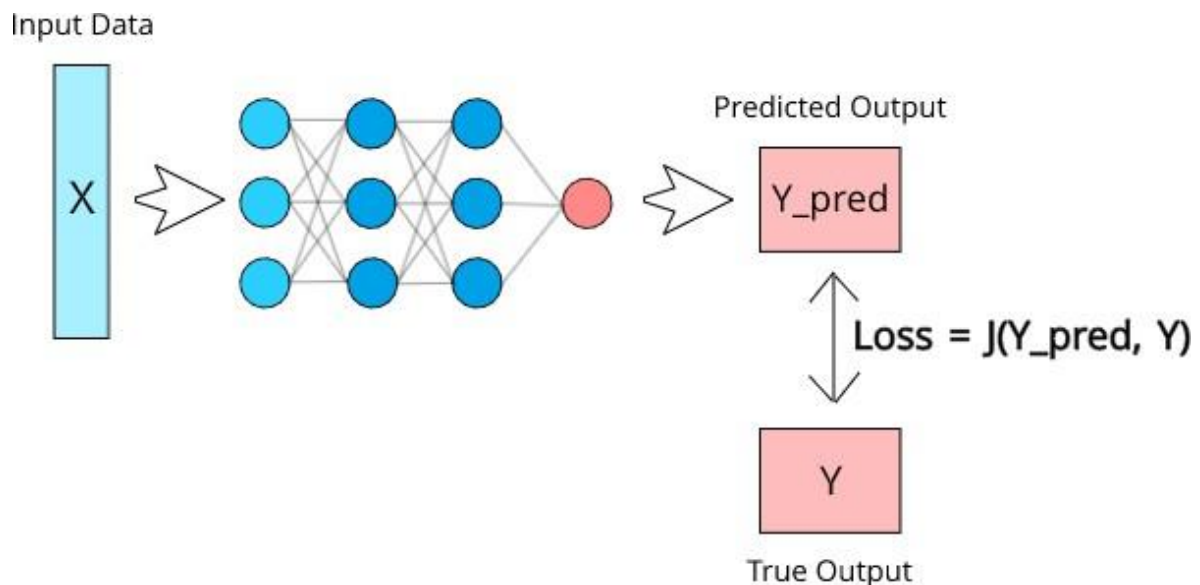 Input Data
X
Predicted Output
Y_pred
Loss = J(Y_pred, Y)
Y
True Output